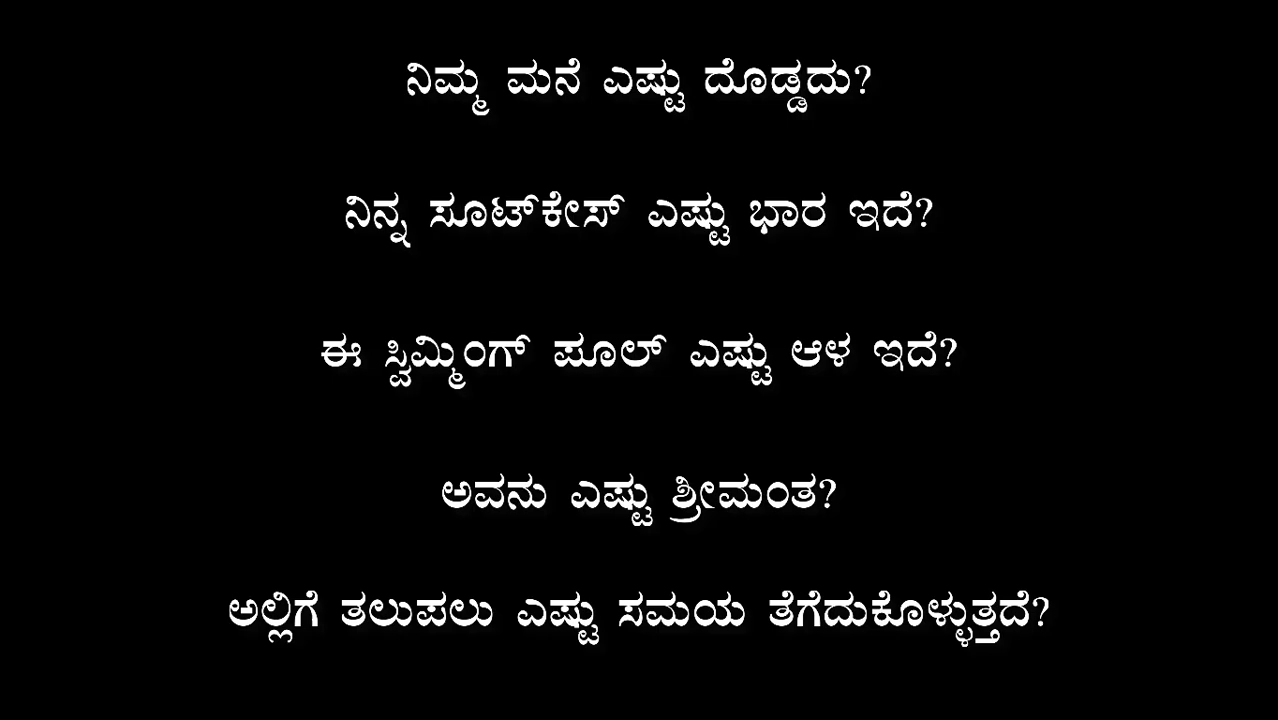 ನಿಮ್ಮ ಮನೆ ಎಷ್ಟು ದೊಡ್ಡದು?
ನಿನ್ನ ಸೂಟ್‌ಕೇಸ್ ಎಷ್ಟು ಭಾರ ಇದೆ?
ಈ ಸ್ವಿಮ್ಮಿಂಗ್ ಪೂಲ್ ಎಷ್ಟು ಆಳ ಇದೆ?
ಅವನು ಎಷ್ಟು ಶ್ರೀಮಂತ?
ಅಲ್ಲಿಗೆ ತಲುಪಲು ಎಷ್ಟು ಸಮಯ ತೆಗೆದುಕೊಳ್ಳುತ್ತದೆ?